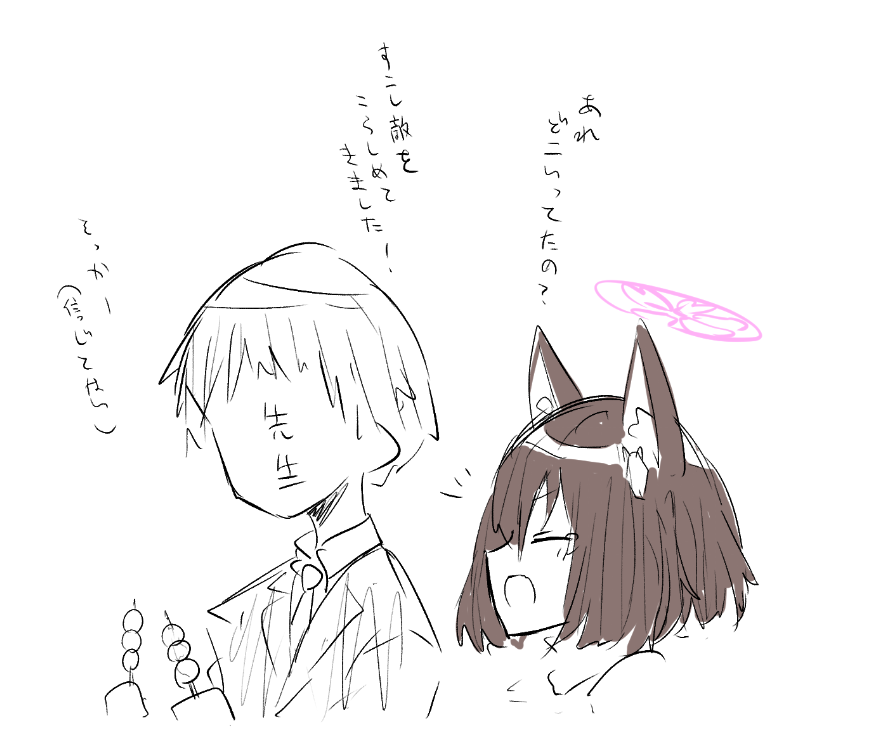 あれ
どこいってたの?
すこし敵を
こらしめて
きました!
そっかー
(信じてない)
先生